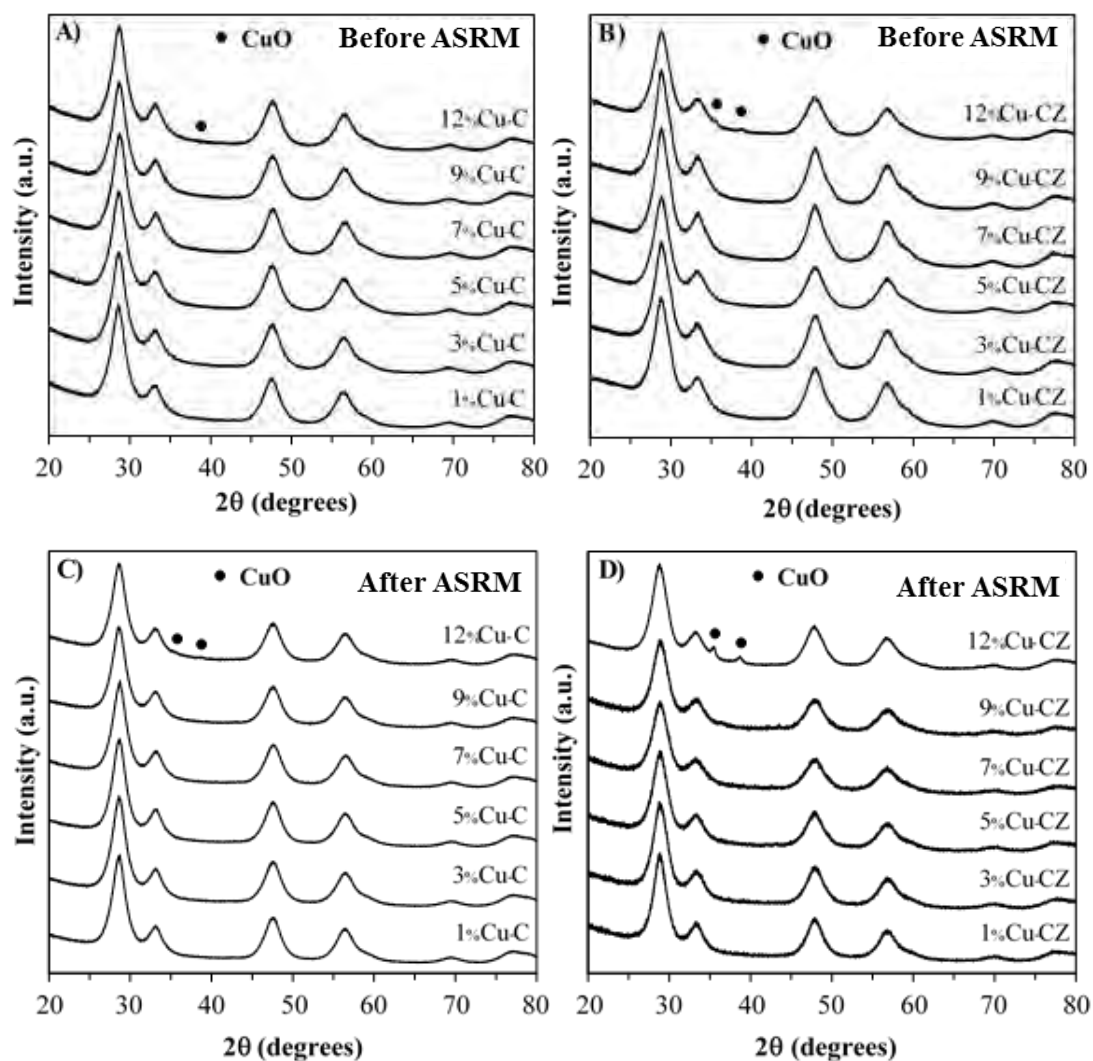 A)
● CuO
Before ASRM
12%Cu-C
9%Cu-C
7%Cu-C
5%Cu-C
3%Cu-C
1%Cu-C
Intensity (a.u.)
20 30 40 50 60 70 80
2θ (degrees)
B)
● CuO
Before ASRM
12%Cu-CZ
9%Cu-CZ
7%Cu-CZ
5%Cu-CZ
3%Cu-CZ
1%Cu-CZ
Intensity (a.u.)
20 30 40 50 60 70 80
2θ (degrees)
C)
● CuO
After ASRM
12%Cu-C
9%Cu-C
7%Cu-C
5%Cu-C
3%Cu-C
1%Cu-C
Intensity (a.u.)
20 30 40 50 60 70 80
2θ (degrees)
D)
● CuO
After ASRM
12%Cu-CZ
9%Cu-CZ
7%Cu-CZ
5%Cu-CZ
3%Cu-CZ
1%Cu-CZ
Intensity (a.u.)
20 30 40 50 60 70 80
2θ (degrees)